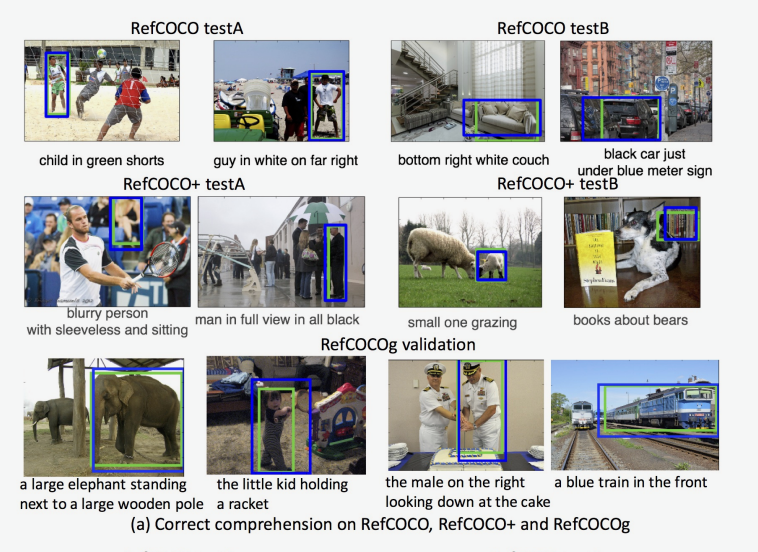 RefCOCO testA
RefCOCO testB
child in green shorts
guy in white on far right
bottom right white couch
black car just
under blue meter sign
RefCOCO+ testA
RefCOCO+ testB
blurry person
with sleeveless and sitting
man in full view in all black
small one grazing
books about bears
RefCOCOg validation
a large elephant standing
next to a large wooden pole
the little kid holding
a racket
the male on the right
looking down at the cake
a blue train in the front
(a) Correct comprehension on RefCOCO, RefCOCO+ and RefCOCOg